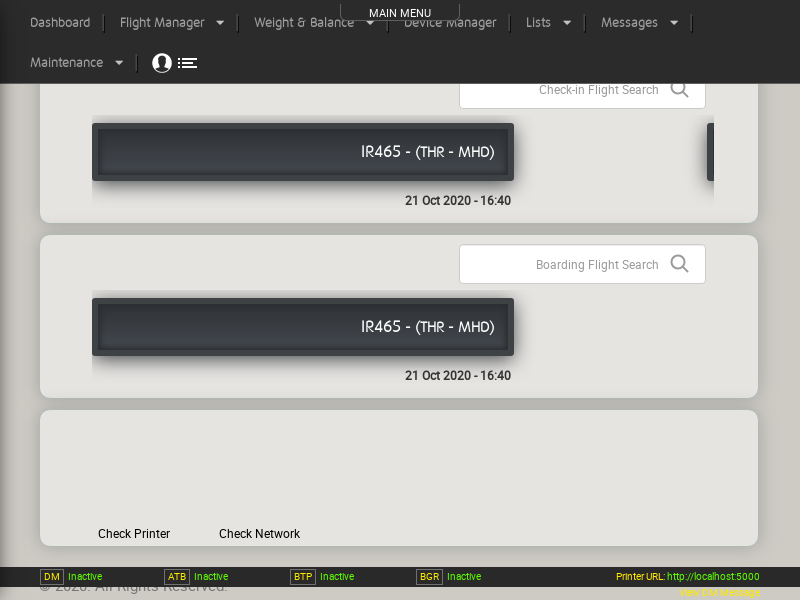 MAIN MENU
Dashboard Flight Manager Weight & Balance Device Manager Lists Messages
Maintenance
Check-in Flight Search
IR465 - (THR - MHD)
21 Oct 2020 - 16:40
Boarding Flight Search
IR465 - (THR - MHD)
21 Oct 2020 - 16:40
Check Printer Check Network
DM Inactive ATB Inactive BTP Inactive BGR Inactive Printer URL: http://localhost:5000
© 2020. All Rights Reserved.